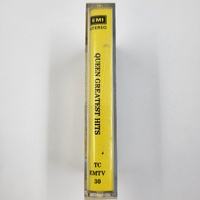 EMI
STEREO
QUEEN GREATEST HITS
TC
EMTV
30